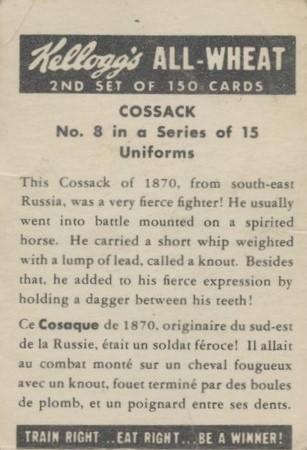 Kellogg's ALL-WHEAT
2ND SET OF 150 CARDS
COSSACK
No. 8 in a Series of 15
Uniforms
This Cossack of 1870, from south-east
Russia, was a very fierce fighter! He usually
went into battle mounted on a spirited
horse. He carried a short whip weighted
with a lump of lead, called a knout. Besides
that, he added to his fierce expression by
holding a dagger between his teeth!
Ce Cosaque de 1870, originaire du sud-est
de la Russie, était un soldat féroce! Il allait
au combat monté sur un cheval fougueux
avec un knout, fouet terminé par des boules
de plomb, et un poignard entre ses dents.
TRAIN RIGHT...EAT RIGHT...BE A WINNER!